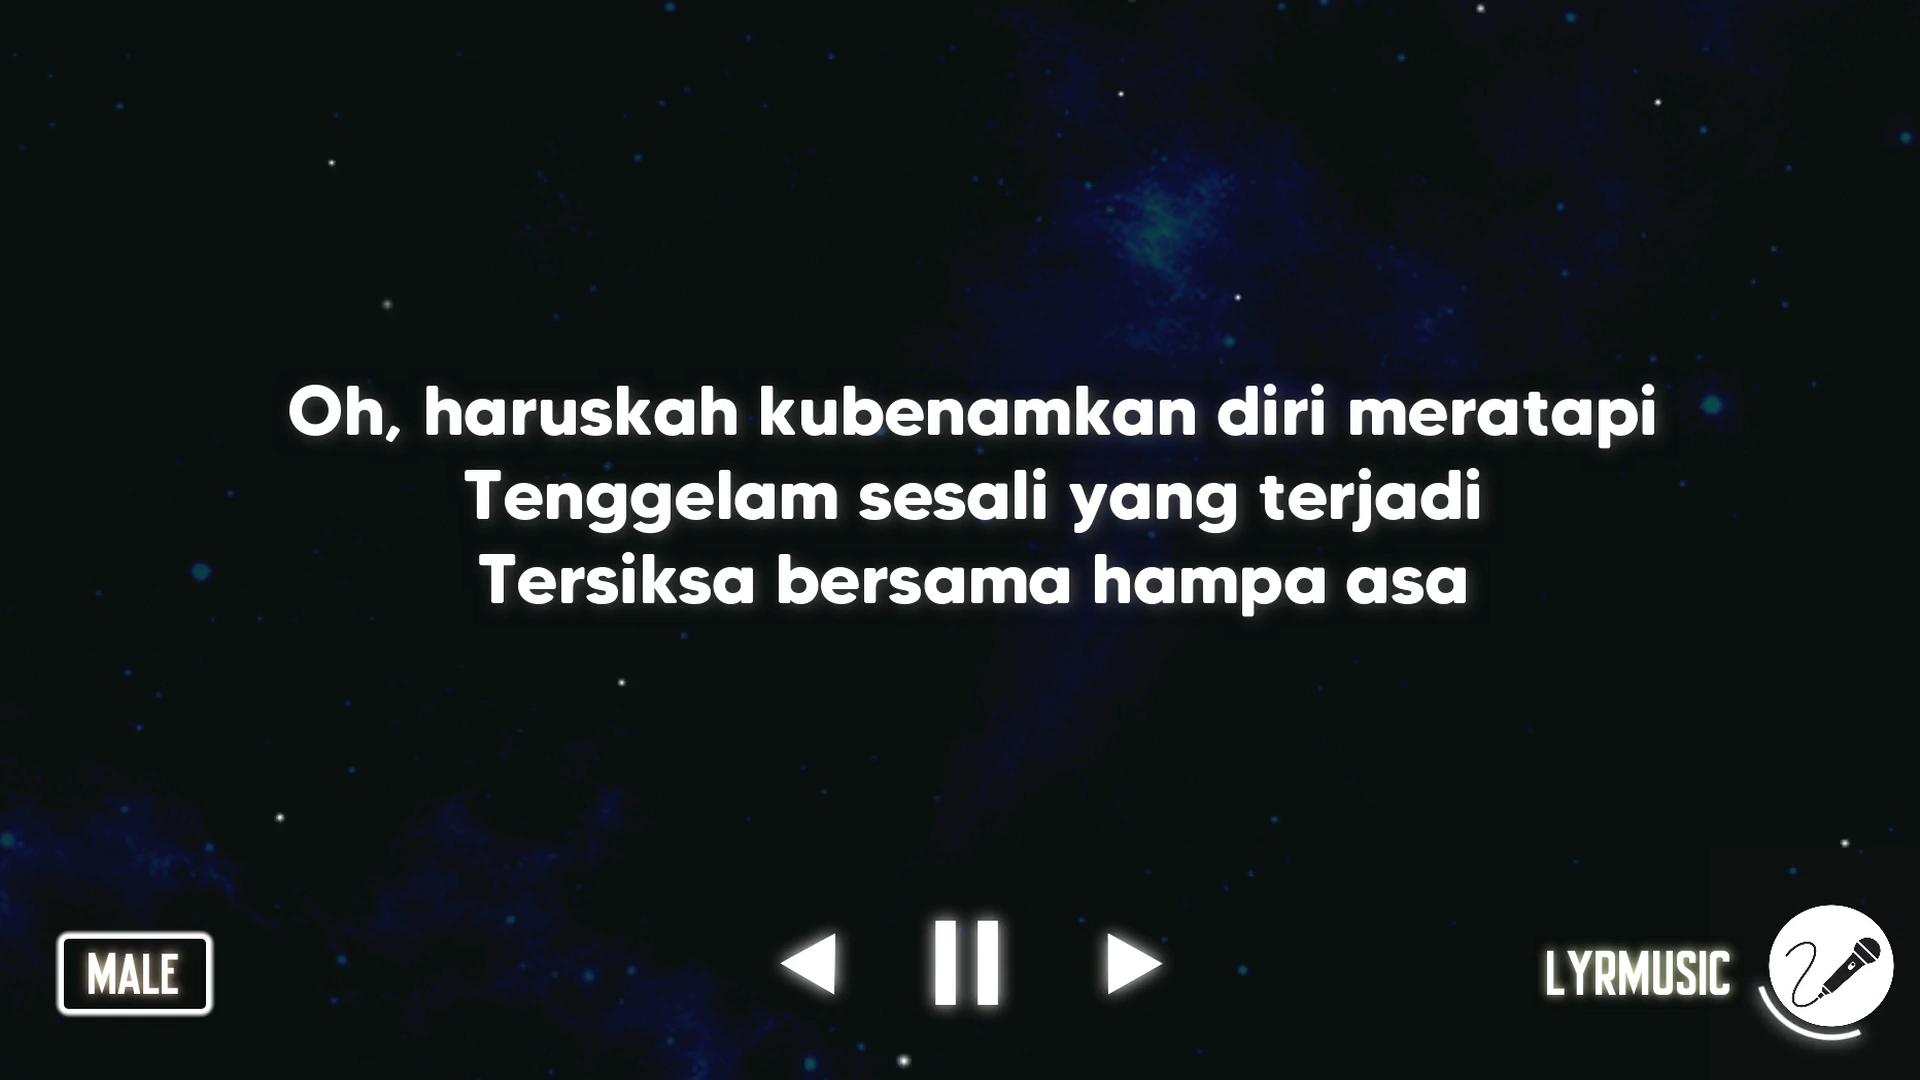 Oh, haruskah kubenamkan diri meratapi
Tenggelam sesali yang terjadi
Tersiksa bersama hampa asa
MALE
LYRMUSIC